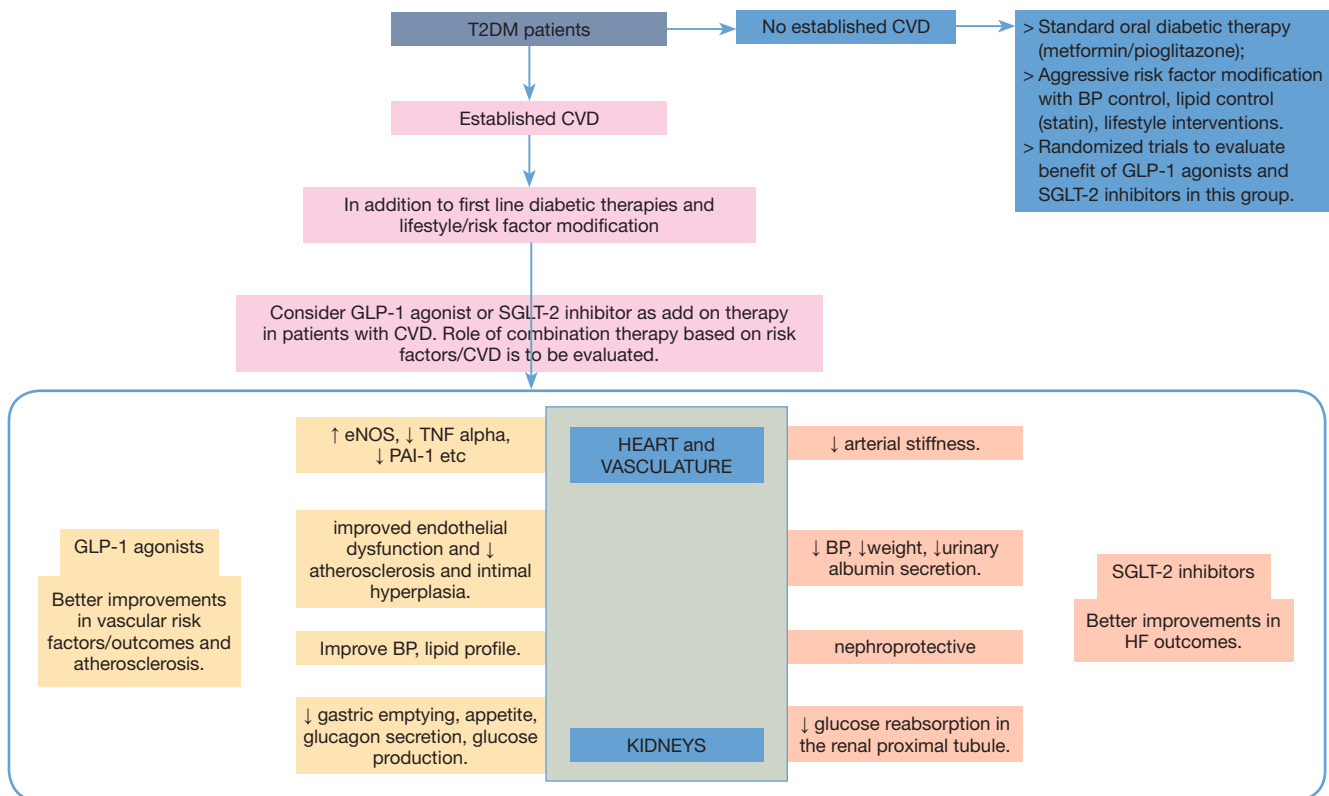 T2DM patients
No established CVD
> Standard oral diabetic therapy
(metformin/pioglitazone);
> Aggressive risk factor modification
with BP control, lipid control
(statin), lifestyle interventions.
> Randomized trials to evaluate
benefit of GLP-1 agonists and
SGLT-2 inhibitors in this group.
Established CVD
In addition to first line diabetic therapies and
lifestyle/risk factor modification
Consider GLP-1 agonist or SGLT-2 inhibitor as add on therapy
in patients with CVD. Role of combination therapy based on risk
factors/CVD is to be evaluated.
GLP-1 agonists
Better improvements
in vascular risk
factors/outcomes and
atherosclerosis.
↑ eNOS, ↓ TNF alpha,
↓ PAI-1 etc
improved endothelial
dysfunction and ↓
atherosclerosis and intimal
hyperplasia.
Improve BP, lipid profile.
↓ gastric emptying, appetite,
glucagon secretion, glucose
production.
HEART and
VASCULATURE
KIDNEYS
↓ arterial stiffness.
↓ BP, ↓weight, ↓urinary
albumin secretion.
nephroprotective
↓ glucose reabsorption in
the renal proximal tubule.
SGLT-2 inhibitors
Better improvements in
HF outcomes.